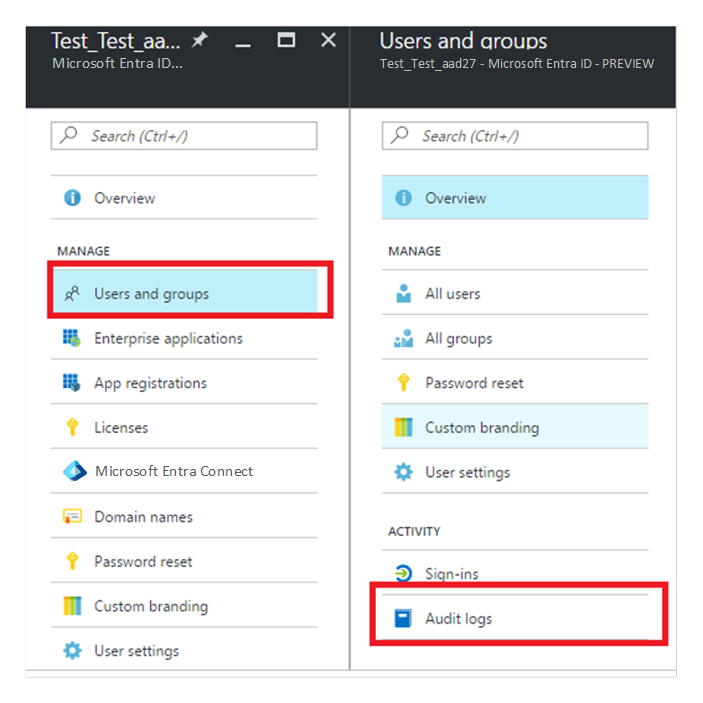 Test_Test_aa...
Microsoft Entra ID...
Search (Ctrl+/)
Overview
MANAGE
Users and groups
Enterprise applications
App registrations
Licenses
Microsoft Entra Connect
Domain names
Password reset
Custom branding
User settings
Users and groups
Test_Test_aad27 - Microsoft Entra ID - PREVIEW
Search (Ctrl+/)
Overview
MANAGE
All users
All groups
Password reset
Custom branding
User settings
ACTIVITY
Sign-ins
Audit logs